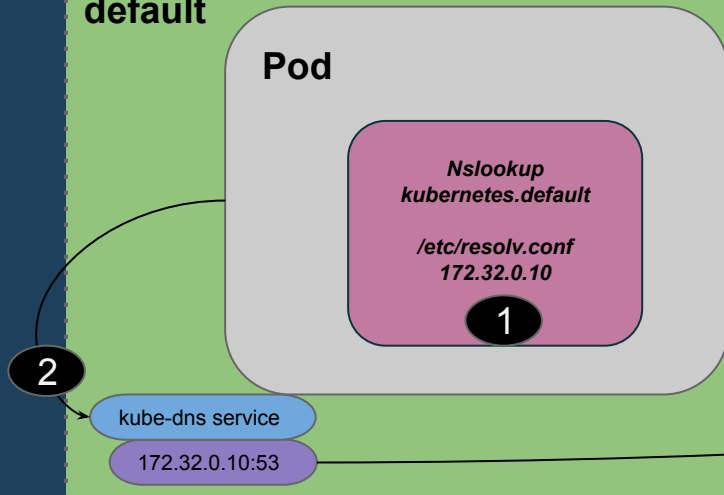 default
Pod
Nslookup
kubernetes.default
/etc/resolv.conf
172.32.0.10
1
2
kube-dns service
172.32.0.10:53